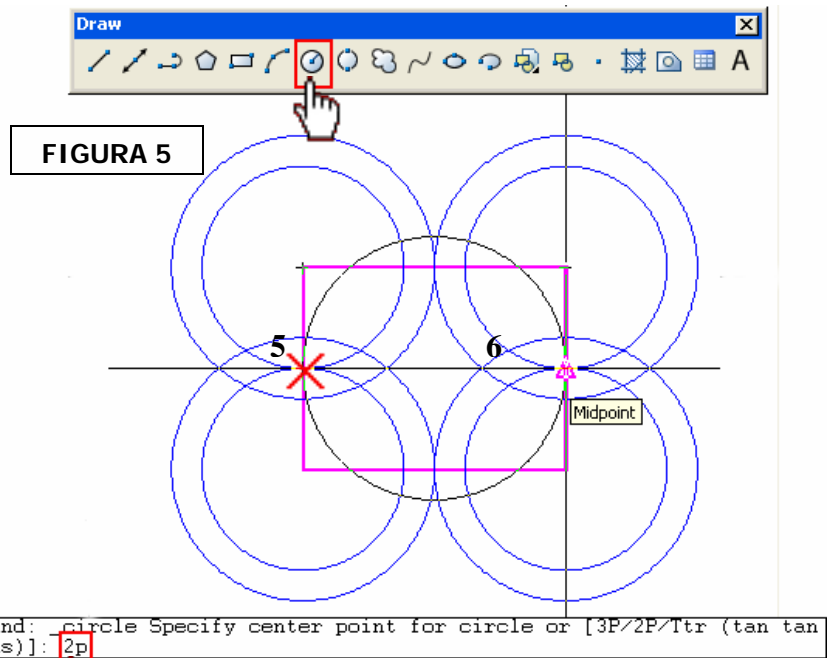 Draw
A
FIGURA 5
5
6
Midpoint
nd: _circle Specify center point for circle or [3P/2P/Ttr (tan tan
s)]: 2p